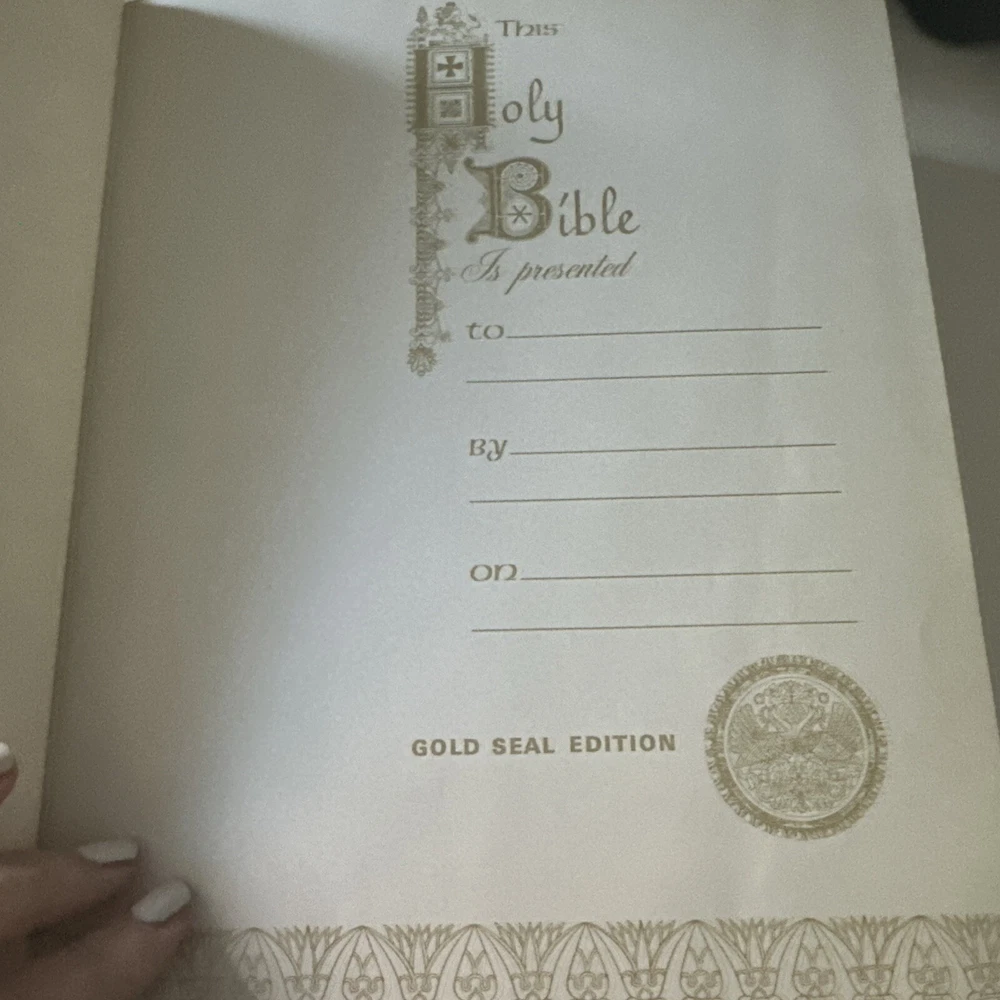 This
Holy
Bible
Is presented
to
By
on
GOLD SEAL EDITION